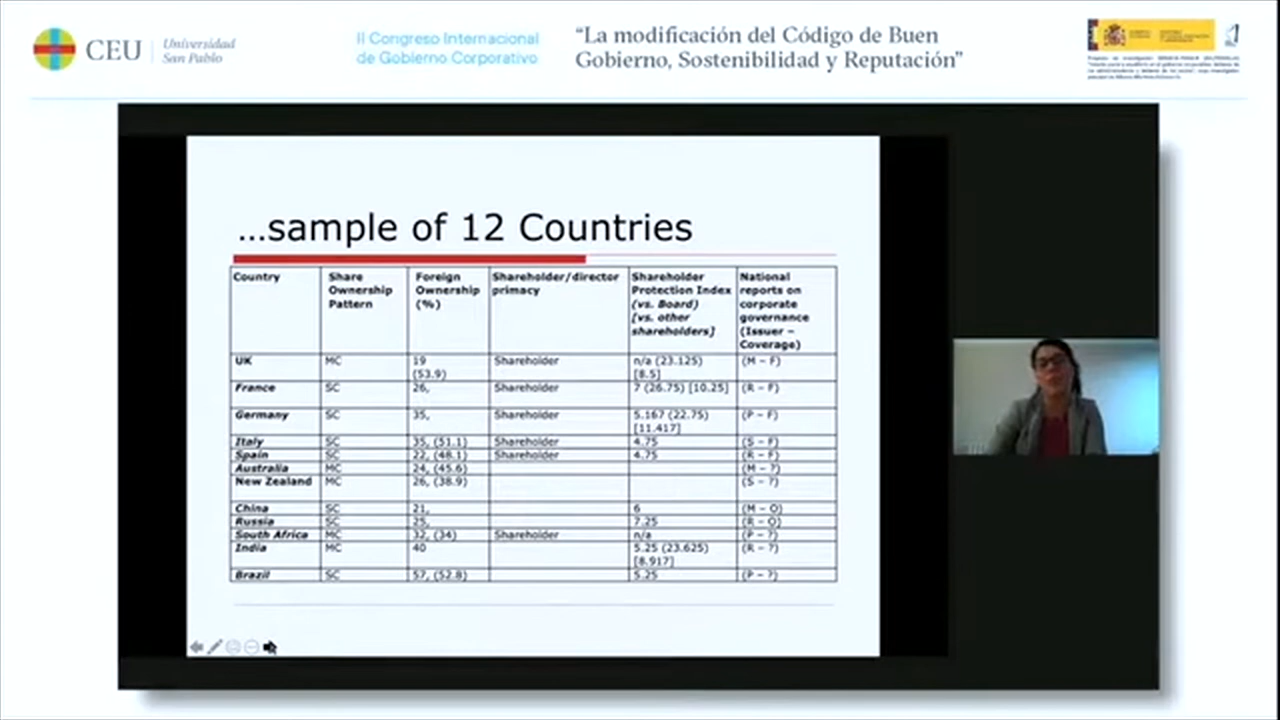 CEU
Universidad
San Pablo
II Congreso Internacional
de Gobierno Corporativo
“La modificación del Código de Buen
Gobierno, Sostenibilidad y Reputación”
...sample of 12 Countries
Country
Share
Ownership
Pattern
Foreign
Ownership
(%)
Shareholder/director
primacy
Shareholder
Protection Index
(vs. Board)
[vs. other
shareholders]
National
reports on
corporate
governance
(Issuer –
Coverage)
UK MC 19 Shareholder n/a (23.125) (M – F)
(53.9) [8.5]
France SC 26, Shareholder 7 (26.75) [10.25] (R – F)
Germany SC 35, Shareholder 5.167 (22.75) (P – F)
[11.417]
Italy SC 35, (51.1) Shareholder 4.75 (S – F)
Spain SC 22, (48.1) Shareholder 4.75 (R – F)
Australia MC 24, (45.6) (M – ?)
New Zealand MC 26, (38.9) (S – ?)
China SC 21, 6 (M – O)
Russia SC 25, 7.25 (R – O)
South Africa MC 32, (34) Shareholder n/a (P – ?)
India MC 40 5.25 (23.625) (R – ?)
[8.917]
Brazil SC 57, (52.8) 5.25 (P – ?)